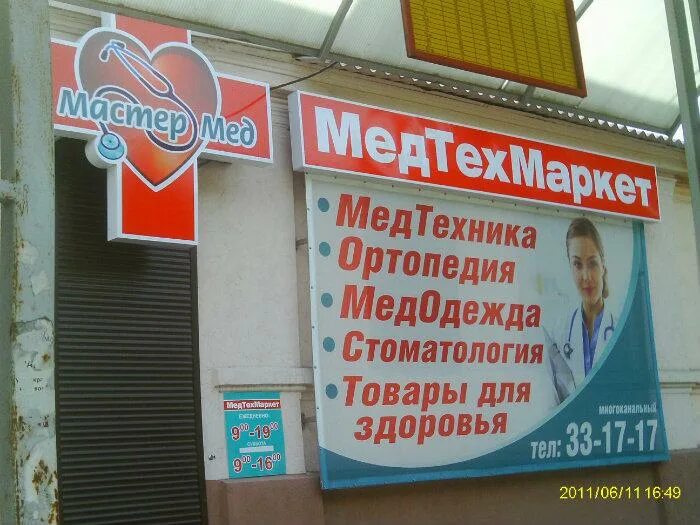 Мастер Мед
МедТехМаркет
• МедТехника
• Ортопедия
• МедОдежда
• Стоматология
• Товары для
здоровья
многоканальный
тел: 33-17-17
МедТехМаркет
ЕЖЕДНЕВНО
9⁰⁰-19⁰⁰
СУББОТА
9⁰⁰-16⁰⁰
2011/06/11 16:49